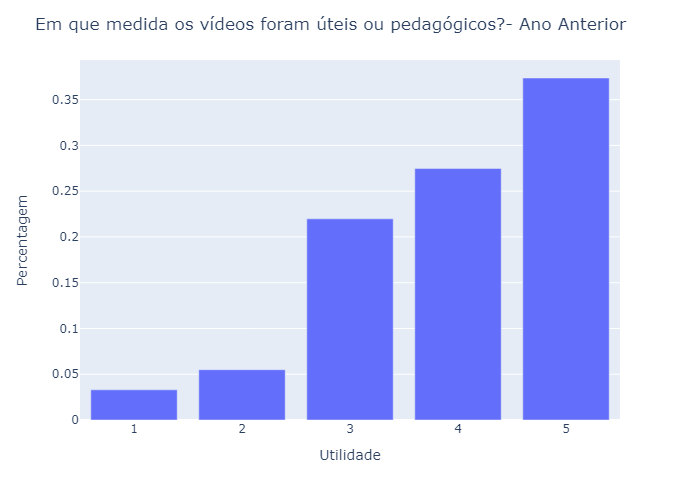 Em que medida os vídeos foram úteis ou pedagógicos?- Ano Anterior
Percentagem
0.35
0.3
0.25
0.2
0.15
0.1
0.05
0
1 2 3 4 5
Utilidade